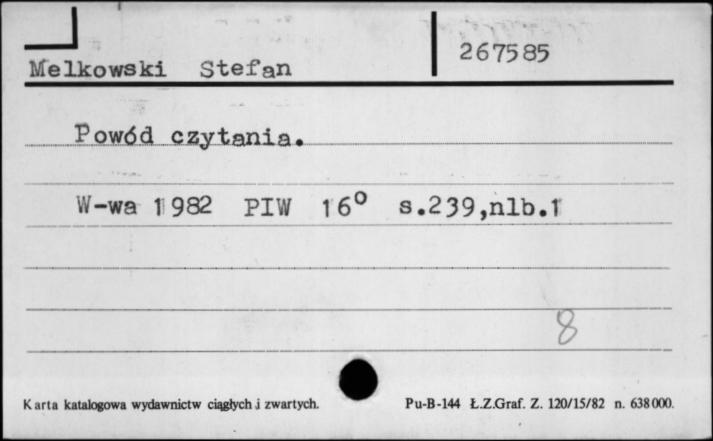 267585
Melkowski Stefan
Powód czytania.
W-wa 1982 PIW 16° s.239,nlb.1
8
Karta katalogowa wydawnictw ciągłych i zwartych. Pu-B-144 Ł.Z.Graf. Z. 120/15/82 n. 638000.